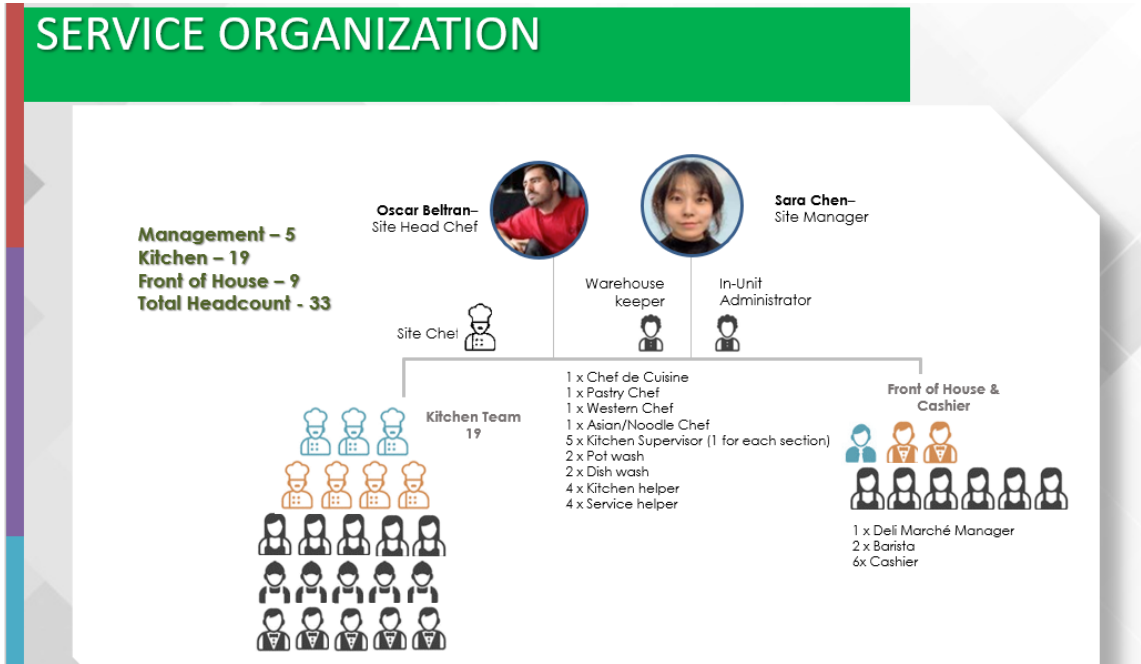 SERVICE ORGANIZATION
Oscar Beltran–
Site Head Chef
Sara Chen–
Site Manager
Management – 5
Kitchen – 19
Front of House – 9
Total Headcount - 33
Warehouse
keeper
In-Unit
Administrator
Site Chef
1 x Chef de Cuisine
1 x Pastry Chef
1 x Western Chef
1 x Asian/Noodle Chef
5 x Kitchen Supervisor (1 for each section)
2 x Pot wash
2 x Dish wash
4 x Kitchen helper
4 x Service helper
Kitchen Team
19
Front of House &
Cashier
1 x Deli Marché Manager
2 x Barista
6x Cashier